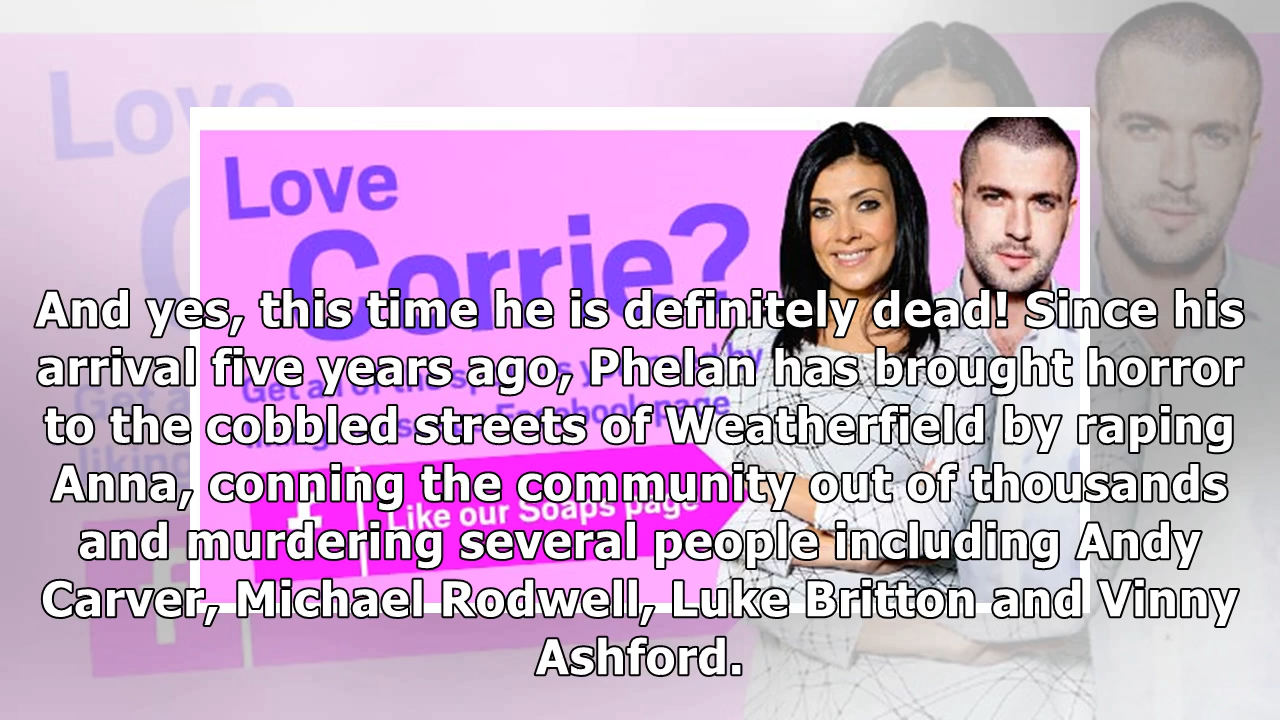 Love
Corrie?
And yes, this time he is definitely dead! Since his
arrival five years ago, Phelan has brought horror
to the cobbled streets of Weatherfield by raping
Anna, conning the community out of thousands
Like our Soaps page
and murdering several people including Andy
Carver, Michael Rodwell, Luke Britton and Vinny
Ashford.